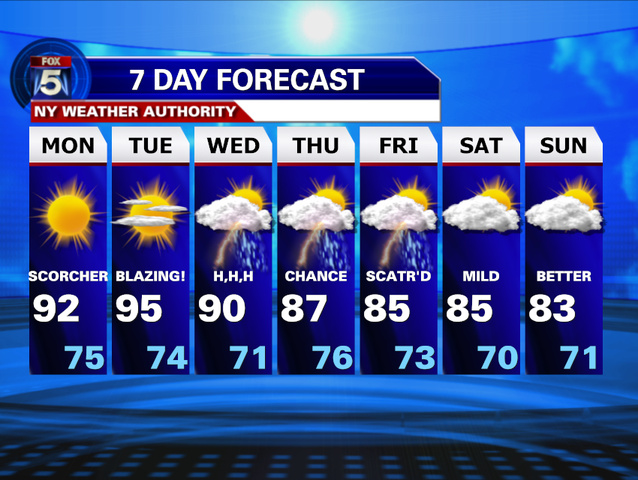 FOX
5
7 DAY FORECAST
NY WEATHER AUTHORITY
MON TUE WED THU FRI SAT SUN
SCORCHER BLAZING! H,H,H CHANCE SCATR'D MILD BETTER
92 95 90 87 85 85 83
75 74 71 76 73 70 71